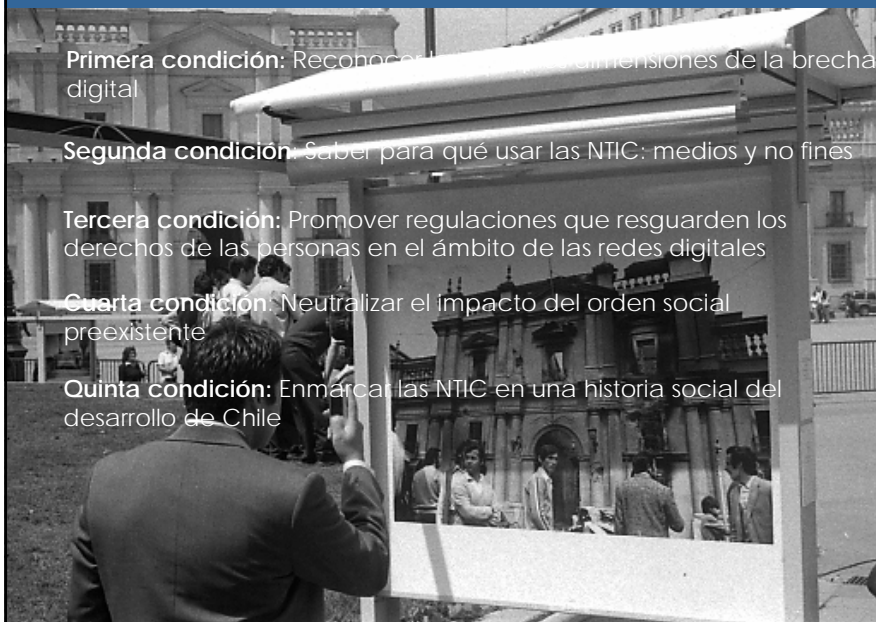 Primera condición: Reconocer dimensiones de la brecha
digital
Segunda condición: Saber para qué usar las NTIC: medios y no fines
Tercera condición: Promover regulaciones que resguarden los
derechos de las personas en el ámbito de las redes digitales
Cuarta condición: Neutralizar el impacto del orden social
preexistente
Quinta condición: Enmarcar las NTIC en una historia social del
desarrollo de Chile